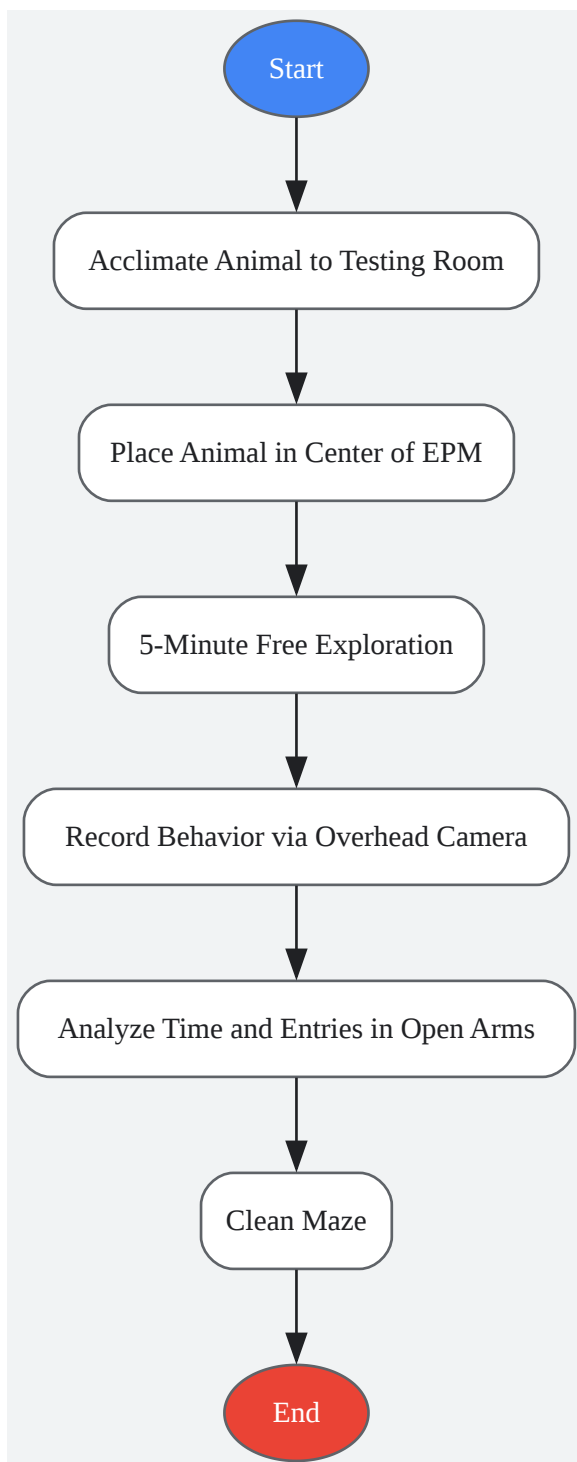 Start
Acclimate Animal to Testing Room
Place Animal in Center of EPM
5-Minute Free Exploration
Record Behavior via Overhead Camera
Analyze Time and Entries in Open Arms
Clean Maze
End